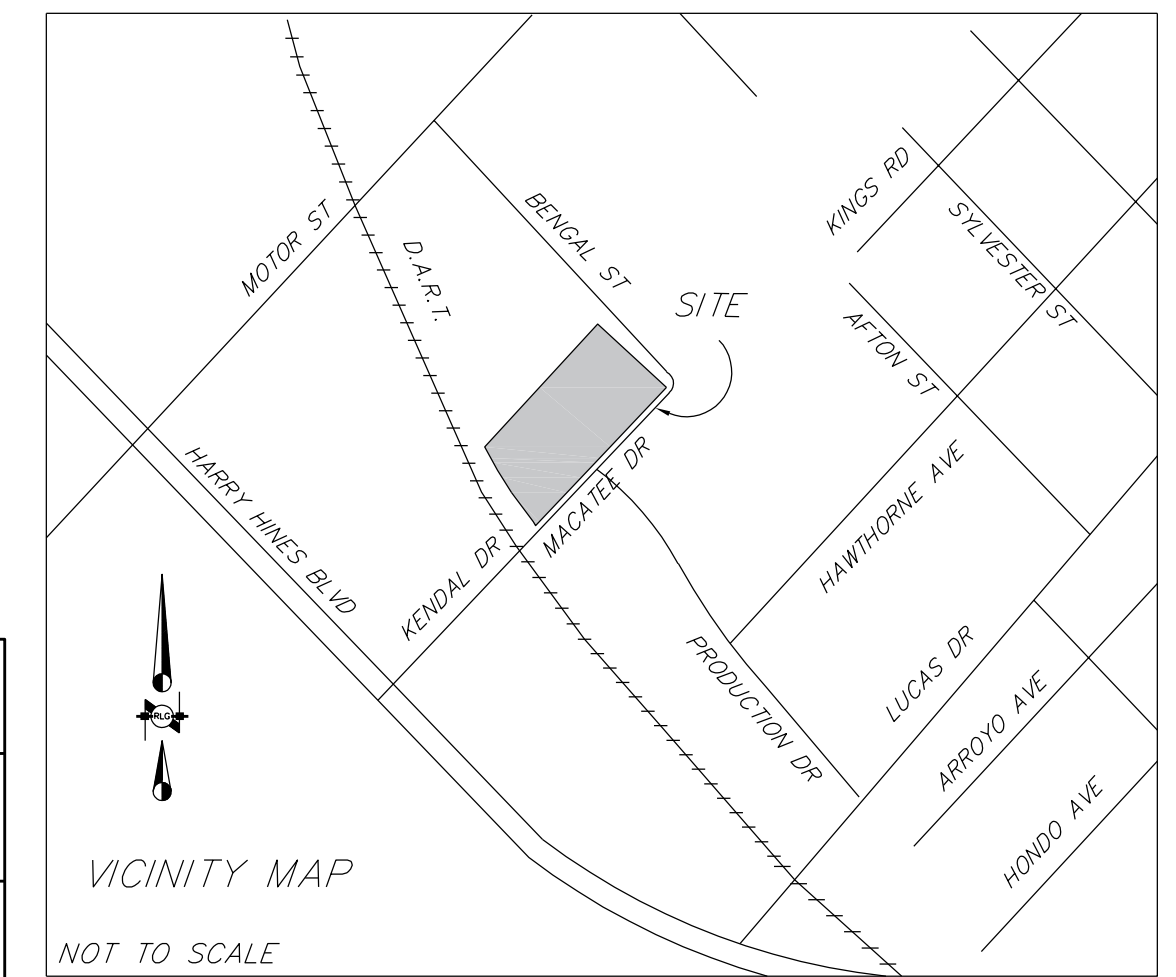 KINGS RD
BENGAL ST
MOTOR ST
SYLVESTER ST
D.A.R.T.
SITE
AFTON ST
MACATEE DR
HARRY HINES BLVD
HAWTHORNE AVE
KENDAL DR
PRODUCTION DR
LUCAS DR
ARROYO AVE
RLG
HONDO AVE
VICINITY MAP
NOT TO SCALE